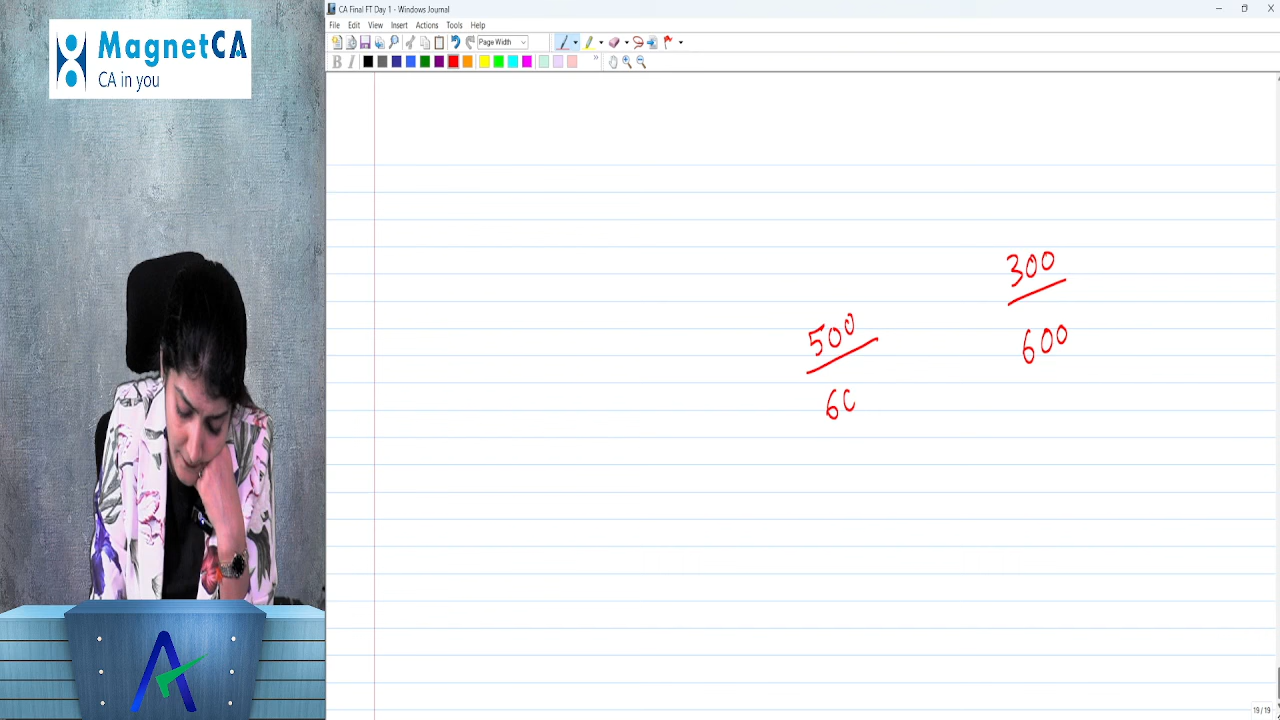 CA Final FT Day 1 - Windows Journal
File Edit View Insert Actions Tools Help
Page Width
B I
MagnetCA
CA in you
300
600
500
60
19/19